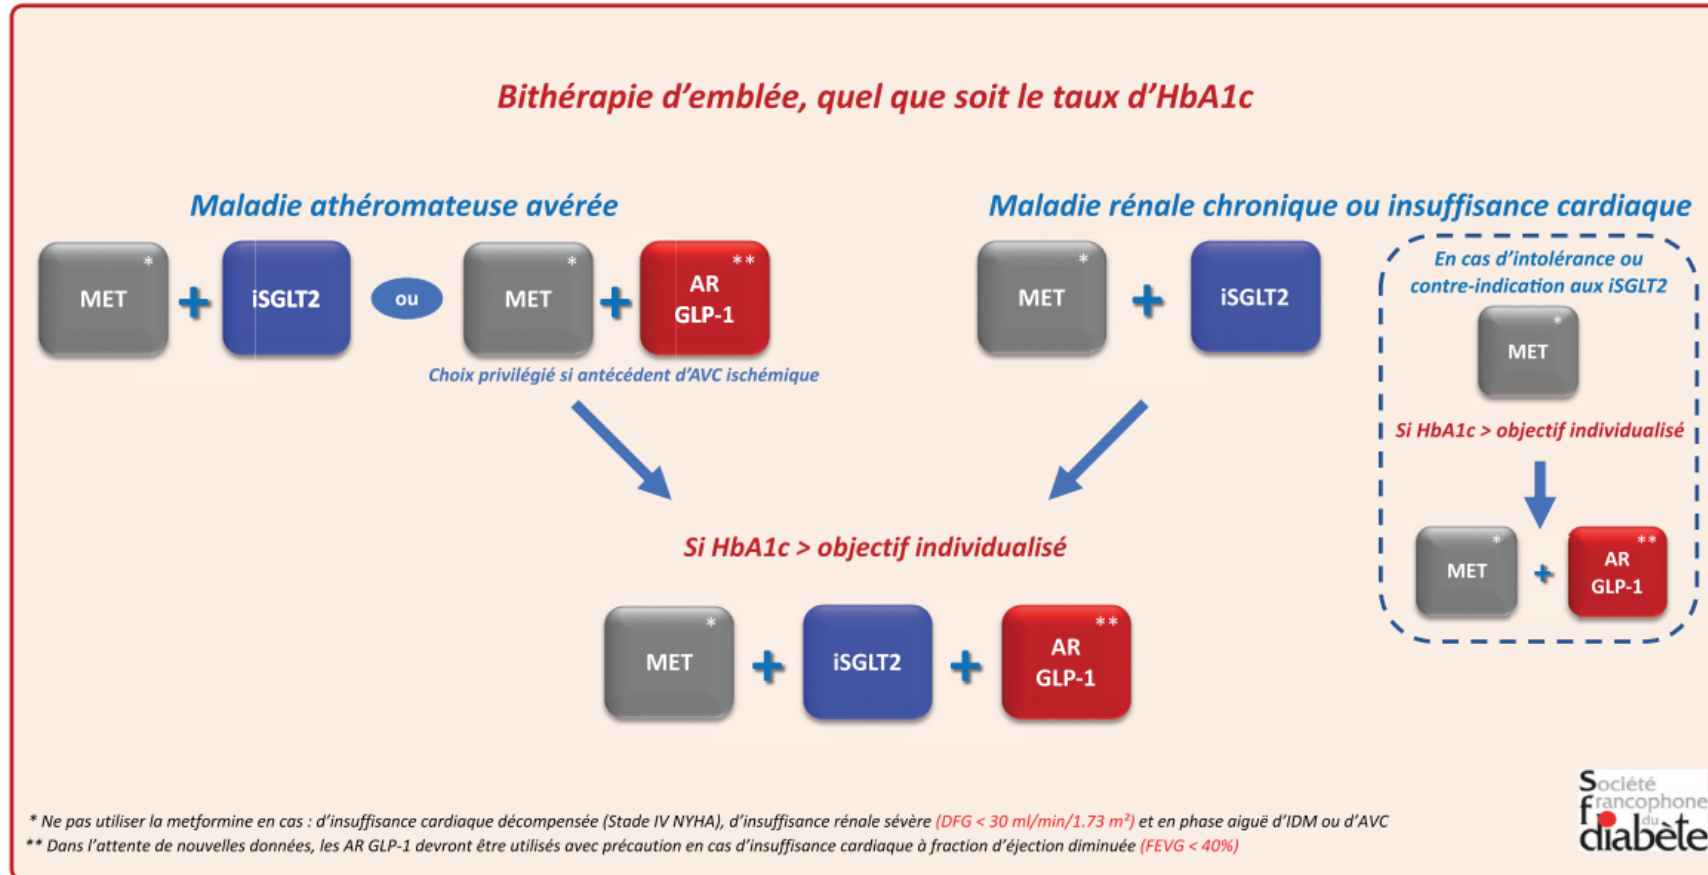 Bithérapie d’emblée, quel que soit le taux d’HbA1c
Maladie athéromateuse avérée
MET *
+
iSGLT2
ou
MET *
+
AR **
GLP-1
Choix privilégié si antécédent d’AVC ischémique
Maladie rénale chronique ou insuffisance cardiaque
MET *
+
iSGLT2
En cas d’intolérance ou
contre-indication aux iSGLT2
MET *
Si HbA1c > objectif individualisé
MET *
+
AR **
GLP-1
Si HbA1c > objectif individualisé
MET *
+
iSGLT2
+
AR **
GLP-1
* Ne pas utiliser la metformine en cas : d’insuffisance cardiaque décompensée (Stade IV NYHA), d’insuffisance rénale sévère (DFG < 30 ml/min/1.73 m²) et en phase aiguë d’IDM ou d’AVC
** Dans l’attente de nouvelles données, les AR GLP-1 devront être utilisés avec précaution en cas d’insuffisance cardiaque à fraction d’éjection diminuée (FEVG < 40%)
Société
francophone
du
diabète